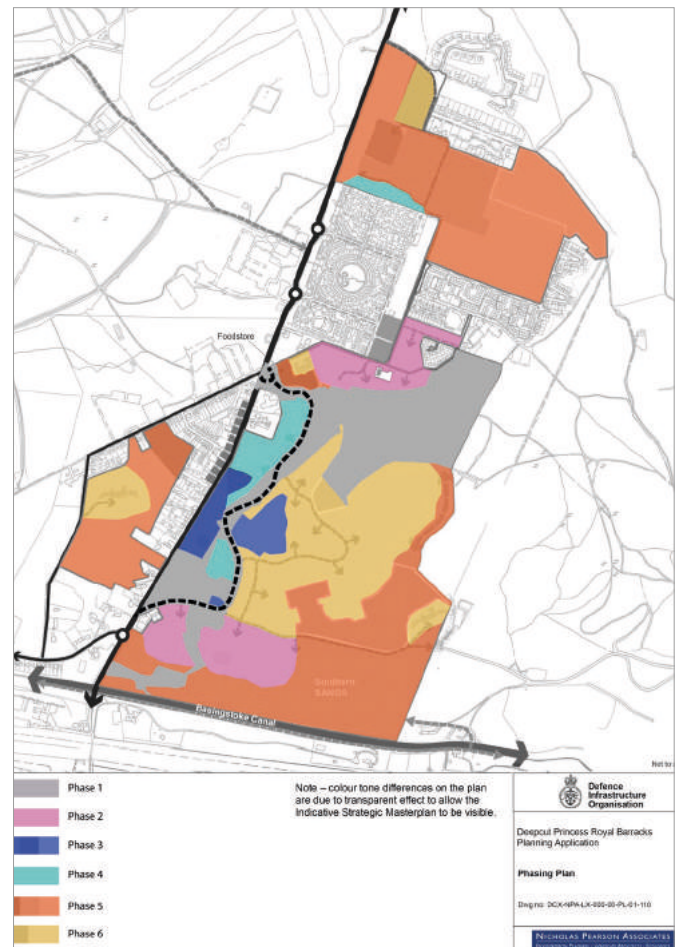 Foodstore
Southern
SANGS
Basingstoke Canal
Not to
Phase 1
Phase 2
Phase 3
Phase 4
Phase 5
Phase 6
Note – colour tone differences on the plan
are due to transparent effect to allow the
Indicative Strategic Masterplan to be visible.
Defence
Infrastructure
Organisation
Deepcut Princess Royal Barracks
Planning Application
Phasing Plan
NICHOLAS PEARSON ASSOCIATES